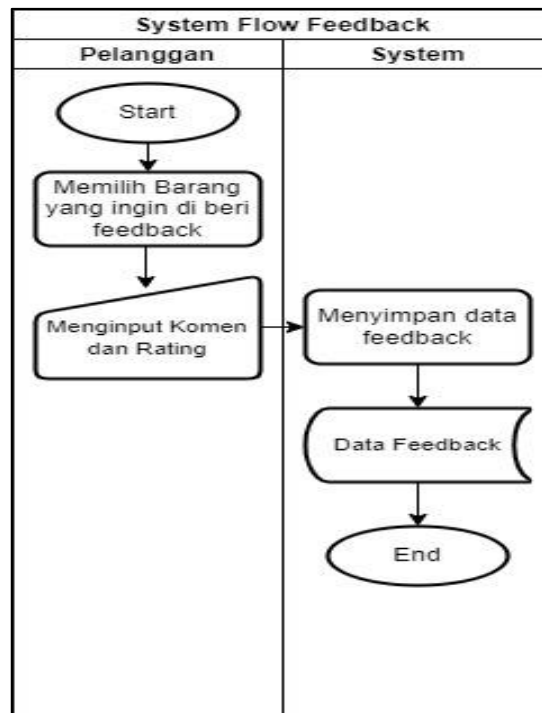 System Flow Feedback
Pelanggan
System
Start
Memilih Barang
yang ingin di beri
feedback
Menginput Komen
dan Rating
Menyimpan data
feedback
Data Feedback
End